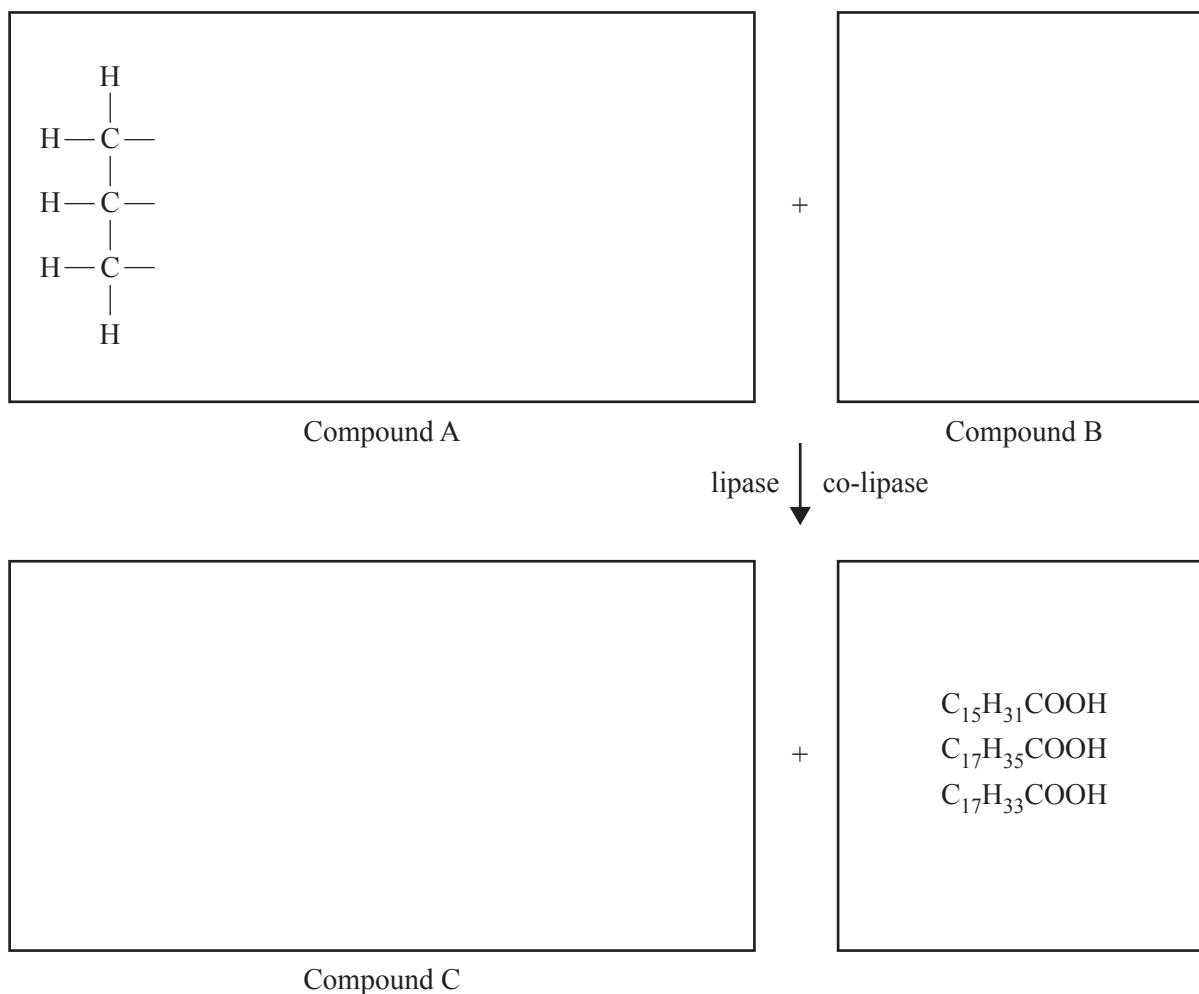 H
H—C—
H—C—
H—C—
H
+
Compound A
Compound B
lipase
co-lipase
C₁₅H₃₁COOH
+
C₁₇H₃₅COOH
C₁₇H₃₃COOH
Compound C